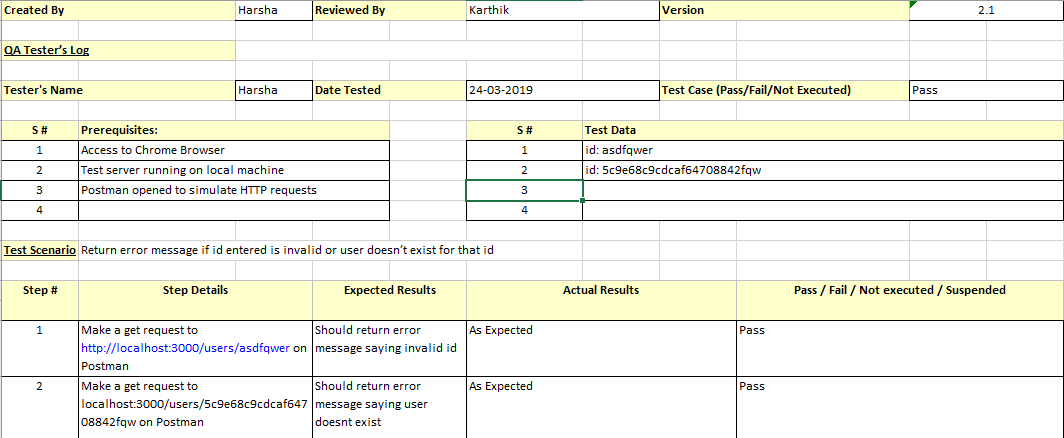 Created By Harsha Reviewed By Karthik Version 2.1
QA Tester's Log
Tester's Name Harsha Date Tested 24-03-2019 Test Case (Pass/Fail/Not Executed) Pass
S # Prerequisites: S # Test Data
1 Access to Chrome Browser 1 id: asdfqwer
2 Test server running on local machine 2 id: 5c9e68c9cdcaf64708842fqw
3 Postman opened to simulate HTTP requests 3
4 4
Test Scenario Return error message if id entered is invalid or user doesn't exist for that id
Step # Step Details Expected Results Actual Results Pass / Fail / Not executed / Suspended
1 Make a get request to Should return error As Expected Pass
http://localhost:3000/users/asdfqwer on message saying invalid id
Postman
2 Make a get request to Should return error As Expected Pass
localhost:3000/users/5c9e68c9cdcaf647 message saying user
08842fqw on Postman doesnt exist